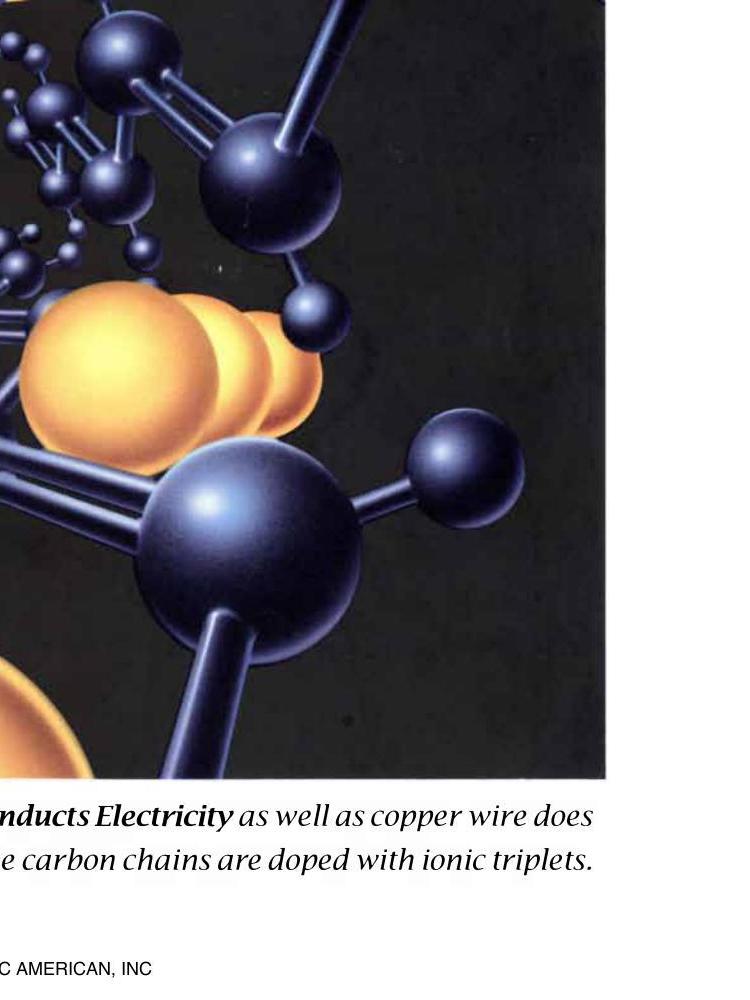 nducts Electricity as well as copper wire does
e carbon chains are doped with ionic triplets.
C AMERICAN, INC